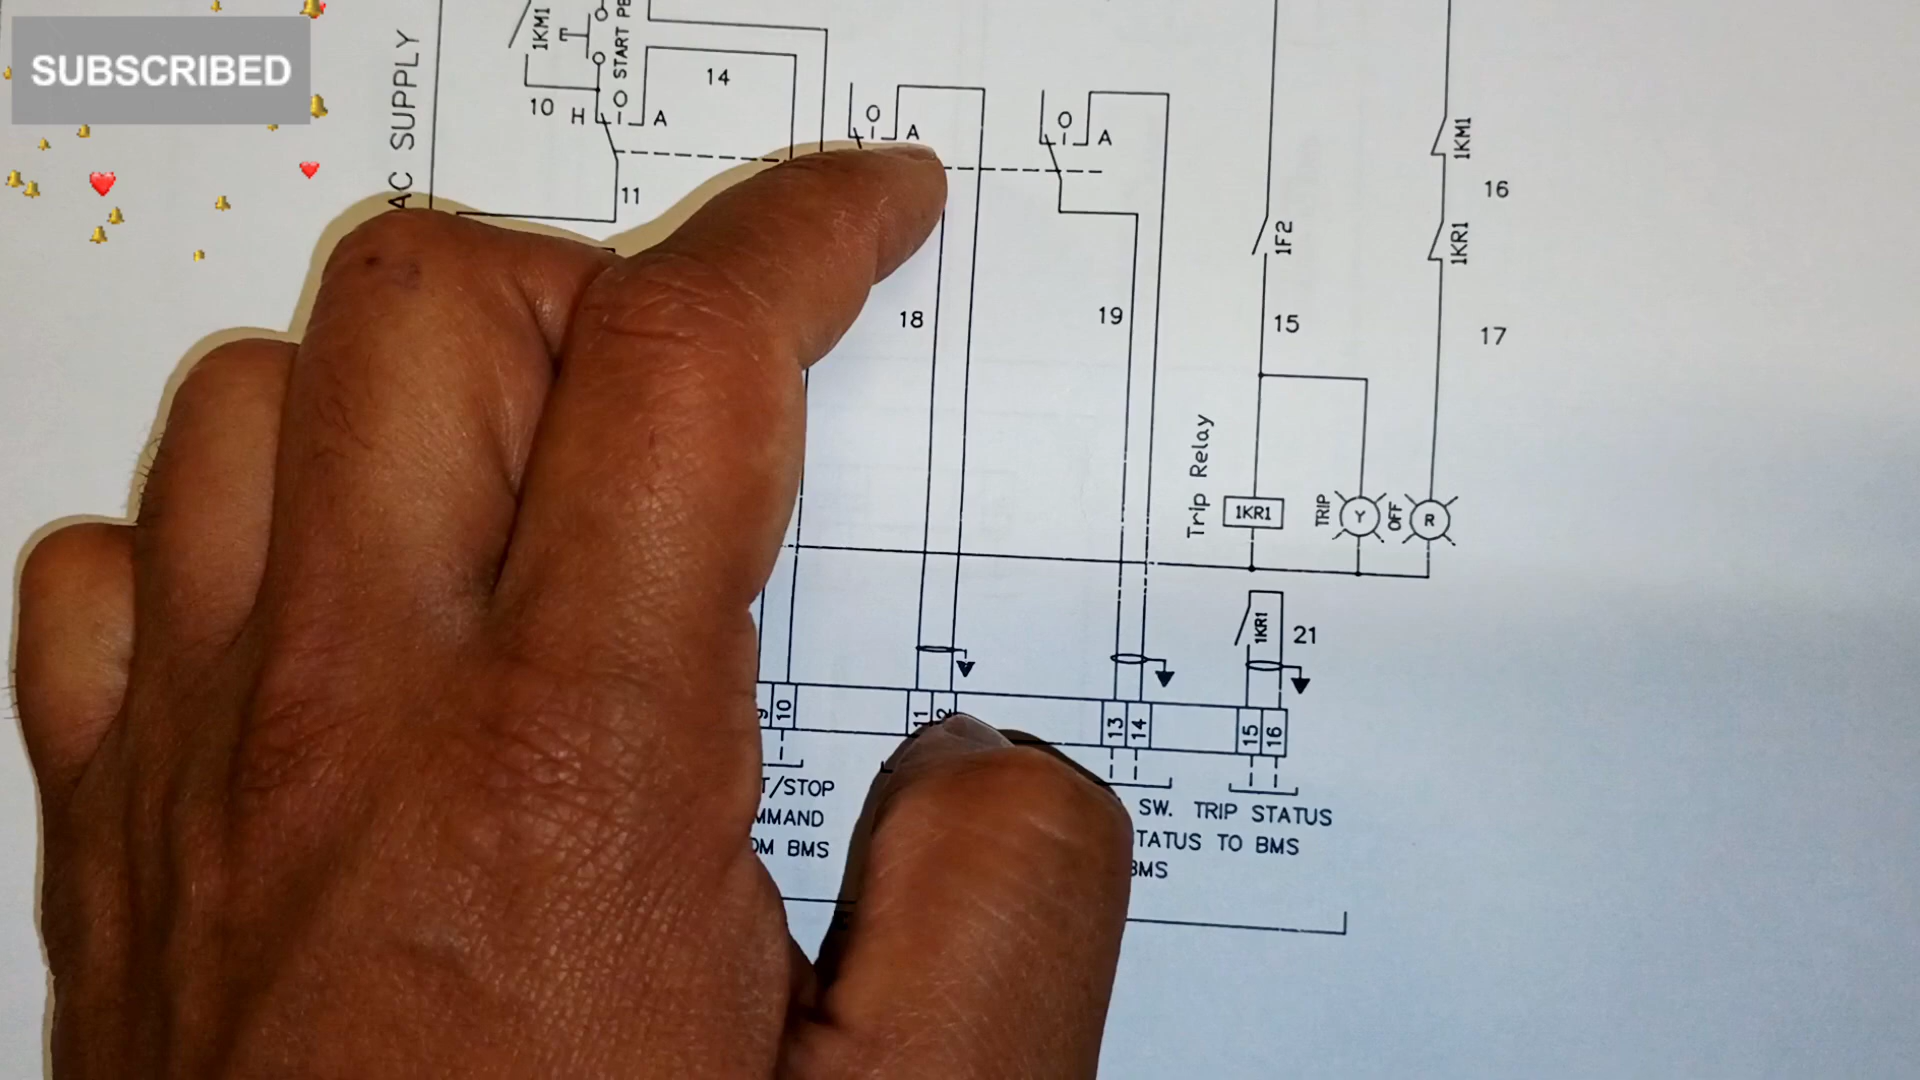 SUBSCRIBED
AC SUPPLY
1KM1
E
START
O
H
A
10
14
11
O
A
O
A
18
19
1F2
15
1KM1
16
1KR1
17
Trip Relay
1KR1
TRIP
Y
OFF
R
1KR1
21
10
11
13
14
15
16
T/STOP
MMAND
OM BMS
SW.
TATUS
BMS
TRIP STATUS
TO BMS